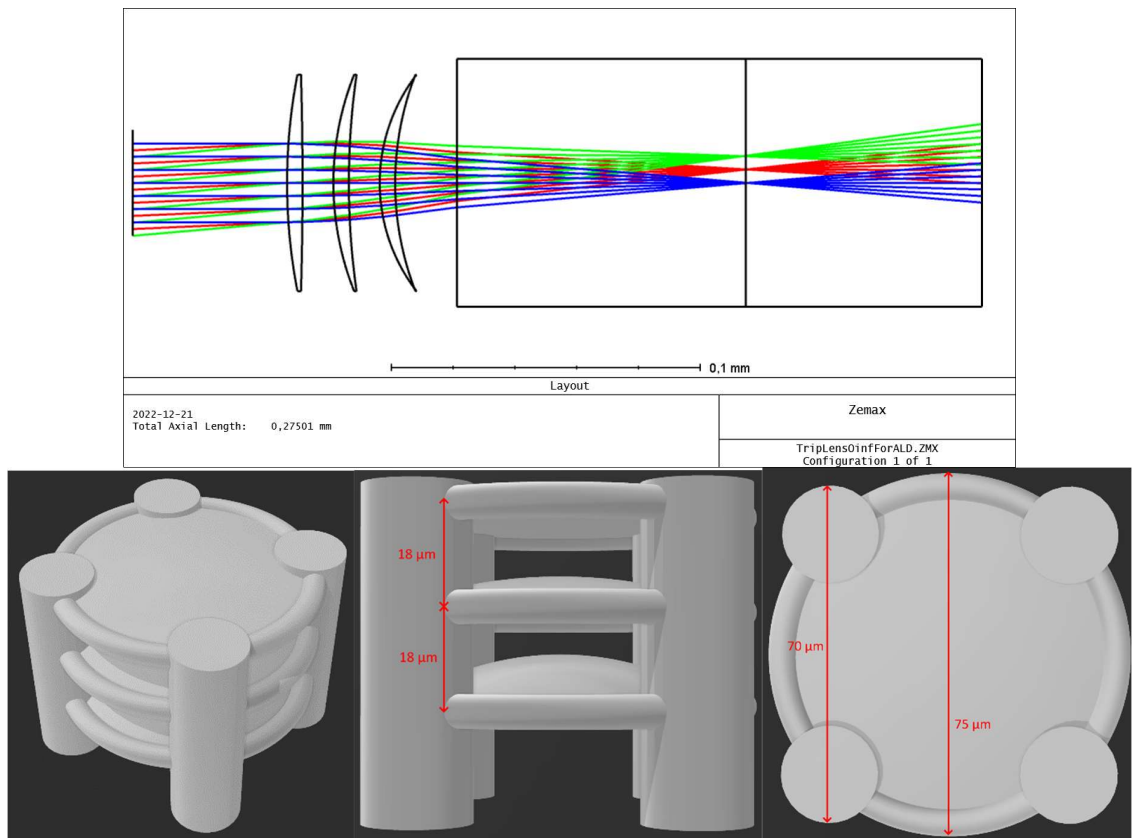 0,1 mm
Layout
2022-12-21
Total Axial Length: 0,27501 mm
Zemax
TripLensOinfForALD.ZMX
Configuration 1 of 1
18 µm
18 µm
70 µm
75 µm